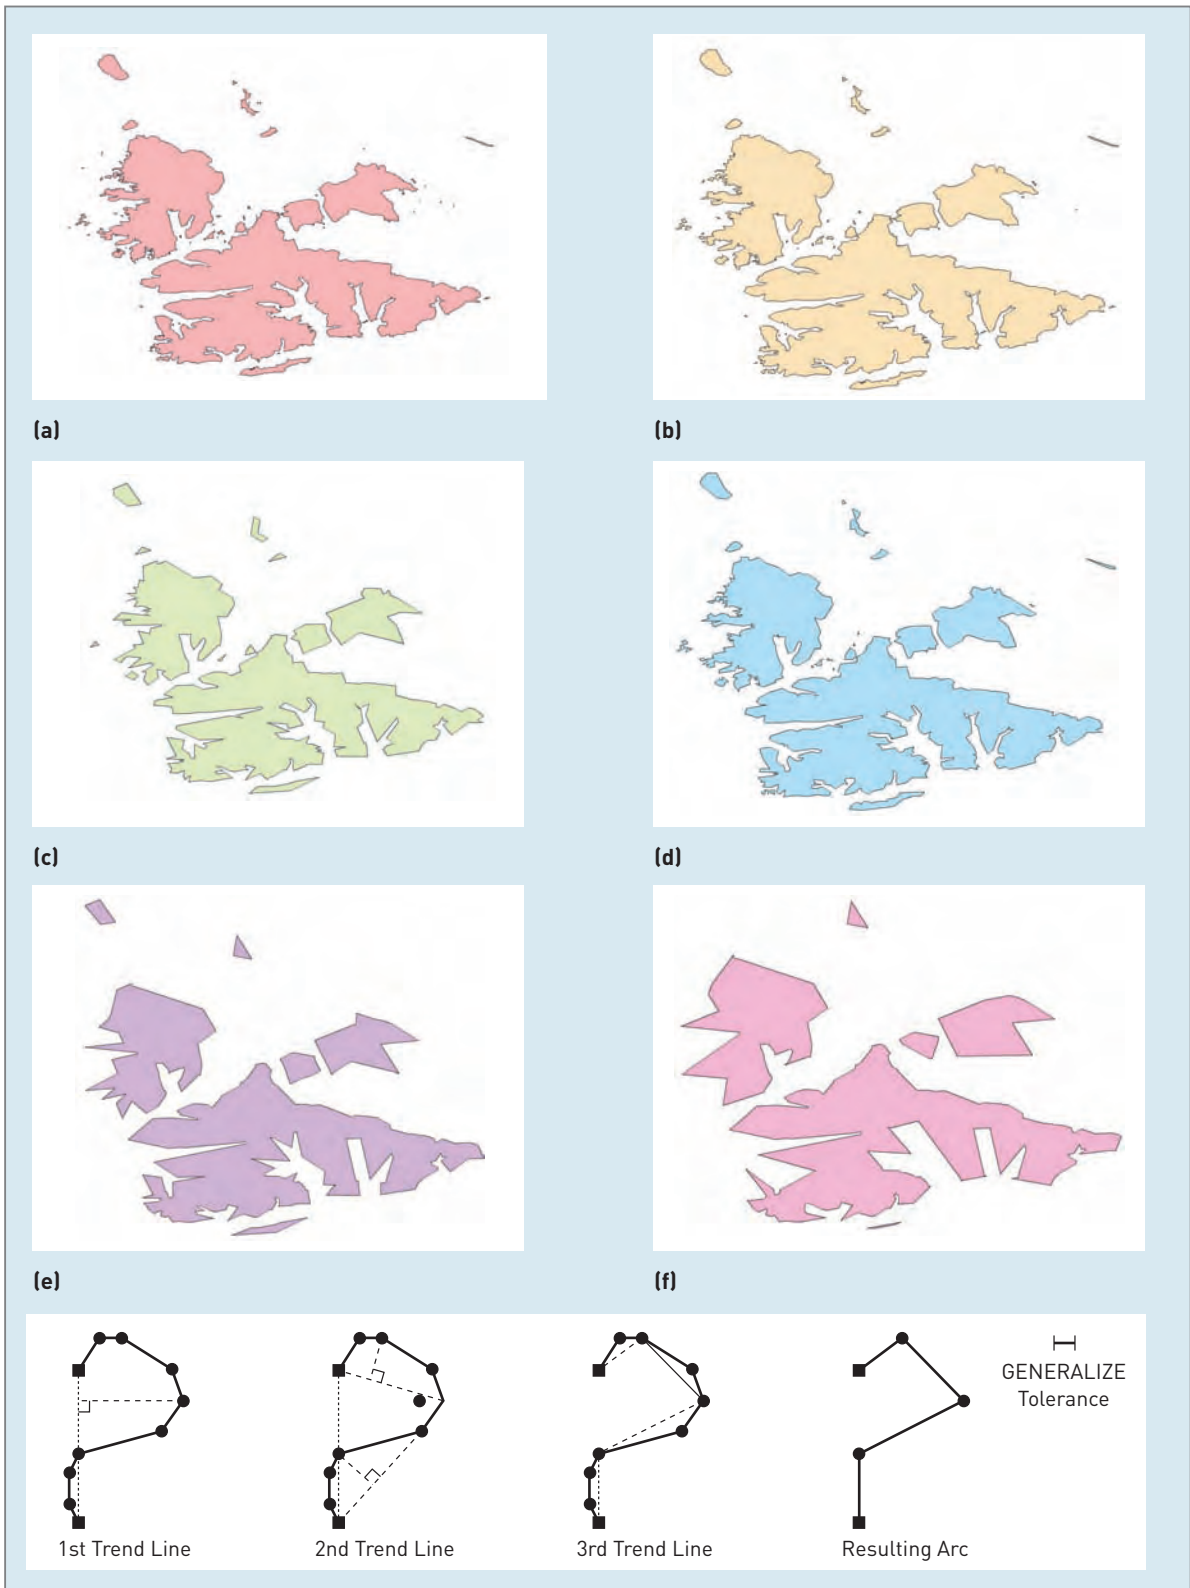 (a)
(b)
(c)
(d)
(e)
(f)
GENERALIZE
Tolerance
1st Trend Line
2nd Trend Line
3rd Trend Line
Resulting Arc